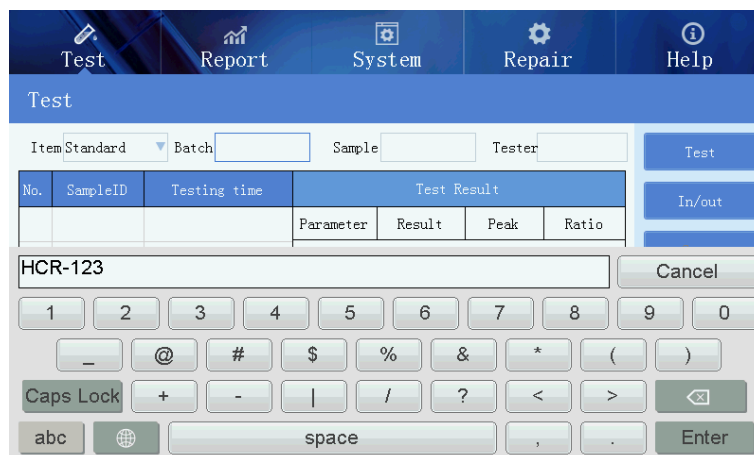 Test Report System Repair Help
Test
Item Standard Batch Sample Tester Test
No. SampleID Testing time Test Result In/out
Parameter Result Peak Ratio
HCR-123 Cancel
1 2 3 4 5 6 7 8 9 0
_ @ # $ % & * ( )
Caps Lock + - | / ? < >
abc space , . Enter